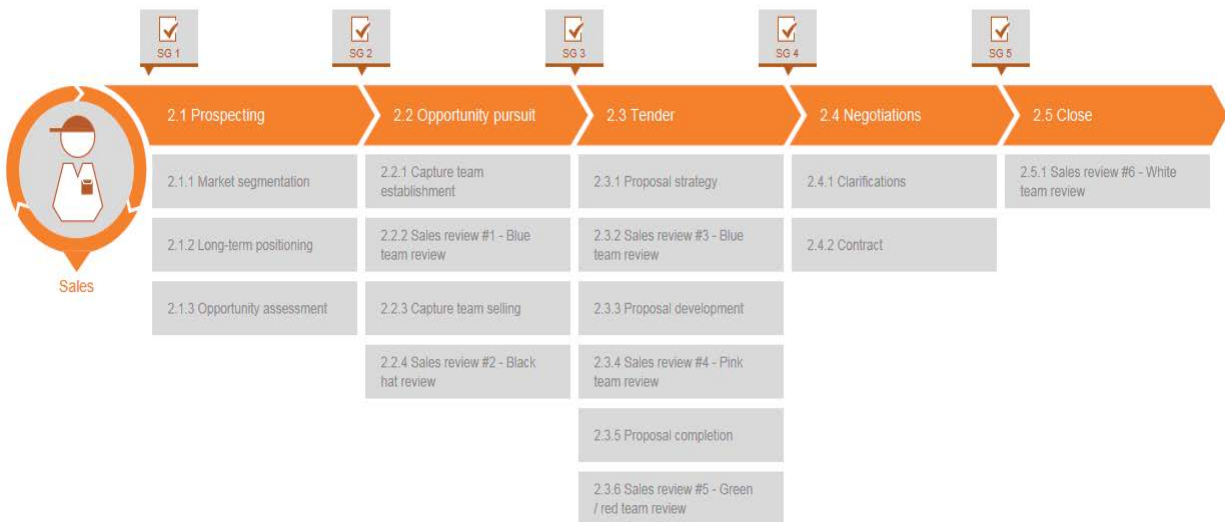 SG 1
SG 2
SG 3
SG 4
SG 5
2.1 Prospecting
2.2 Opportunity pursuit
2.3 Tender
2.4 Negotiations
2.5 Close
Sales
2.1.1 Market segmentation
2.1.2 Long-term positioning
2.1.3 Opportunity assessment
2.2.1 Capture team
establishment
2.2.2 Sales review #1 - Blue
team review
2.2.3 Capture team selling
2.2.4 Sales review #2 - Black
hat review
2.3.1 Proposal strategy
2.3.2 Sales review #3 - Blue
team review
2.3.3 Proposal development
2.3.4 Sales review #4 - Pink
team review
2.3.5 Proposal completion
2.3.6 Sales review #5 - Green
/ red team review
2.4.1 Clarifications
2.4.2 Contract
2.5.1 Sales review #6 - White
team review